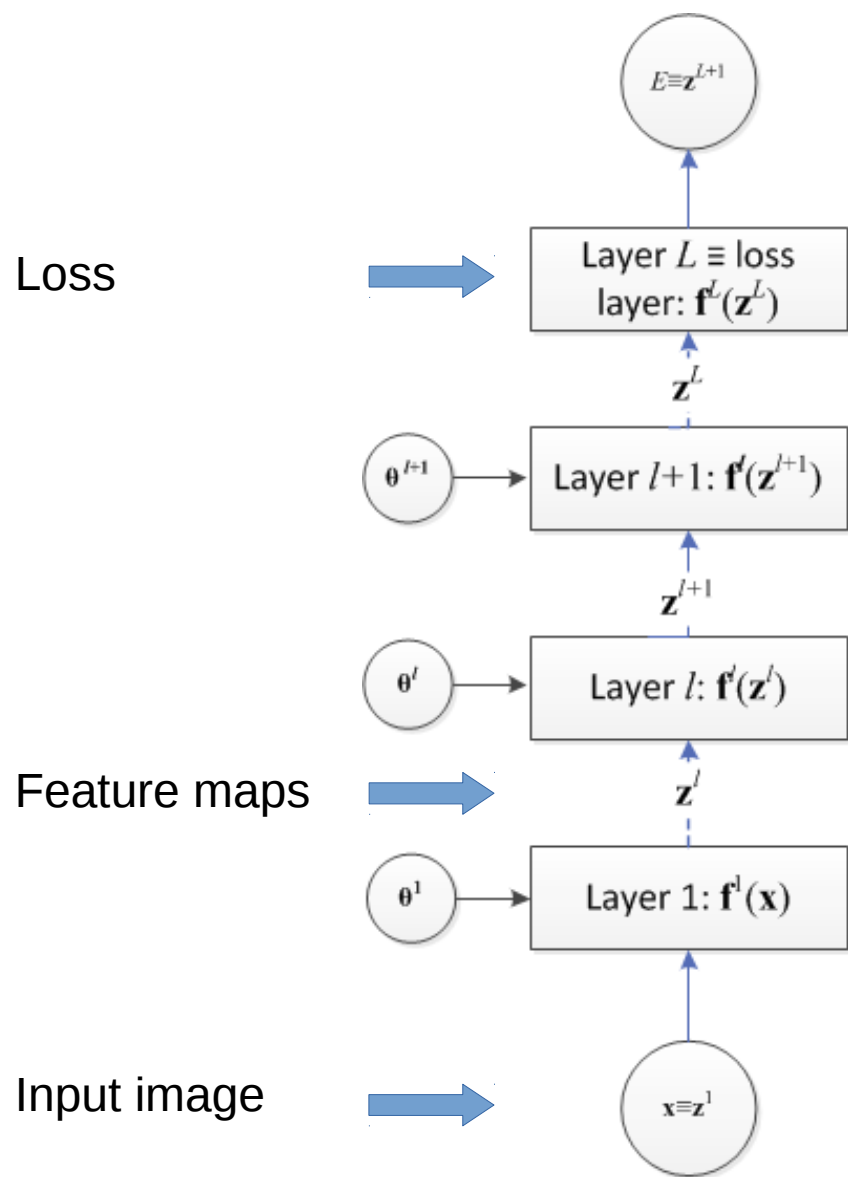 E≡z^{L+1}
Loss
Layer L ≡ loss
layer: f^L(z^L)
z^L
θ^{l+1}
Layer l+1: f^l(z^{l+1})
z^{l+1}
θ^l
Layer l: f^l(z^l)
Feature maps
z^l
θ^1
Layer 1: f^1(x)
Input image
x≡z^1